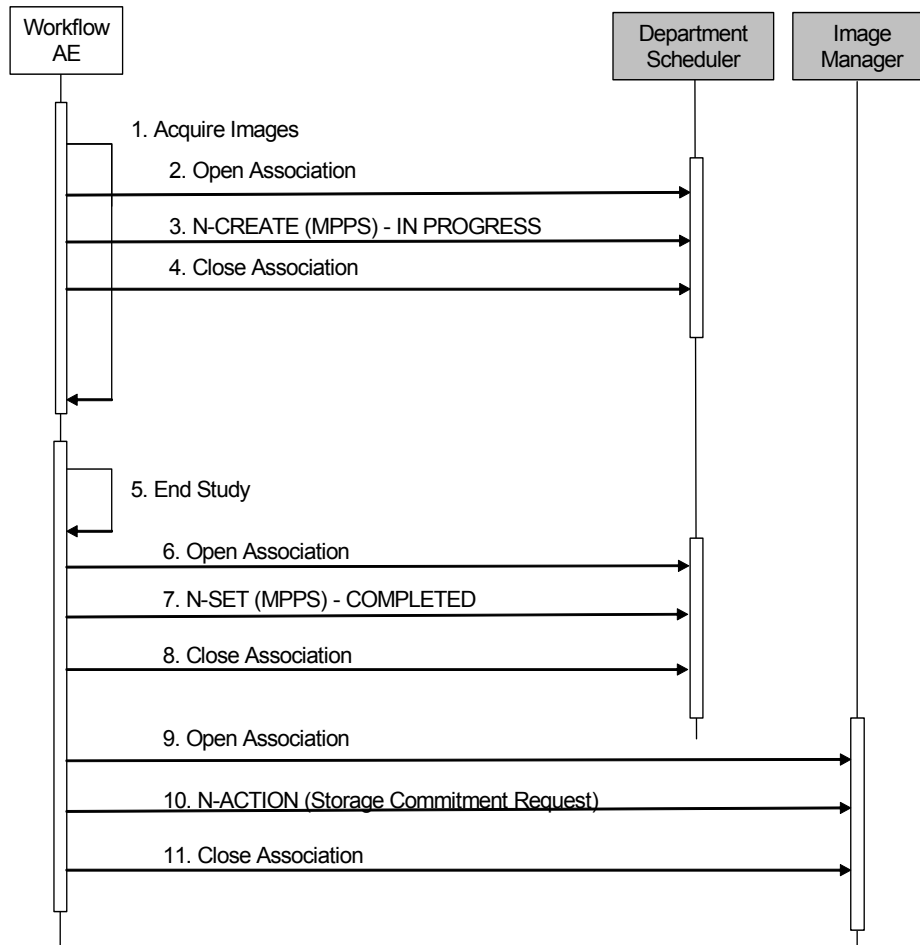 Workflow
AE
Department
Scheduler
Image
Manager
1. Acquire Images
2. Open Association
3. N-CREATE (MPPS) - IN PROGRESS
4. Close Association
5. End Study
6. Open Association
7. N-SET (MPPS) - COMPLETED
8. Close Association
9. Open Association
10. N-ACTION (Storage Commitment Request)
11. Close Association